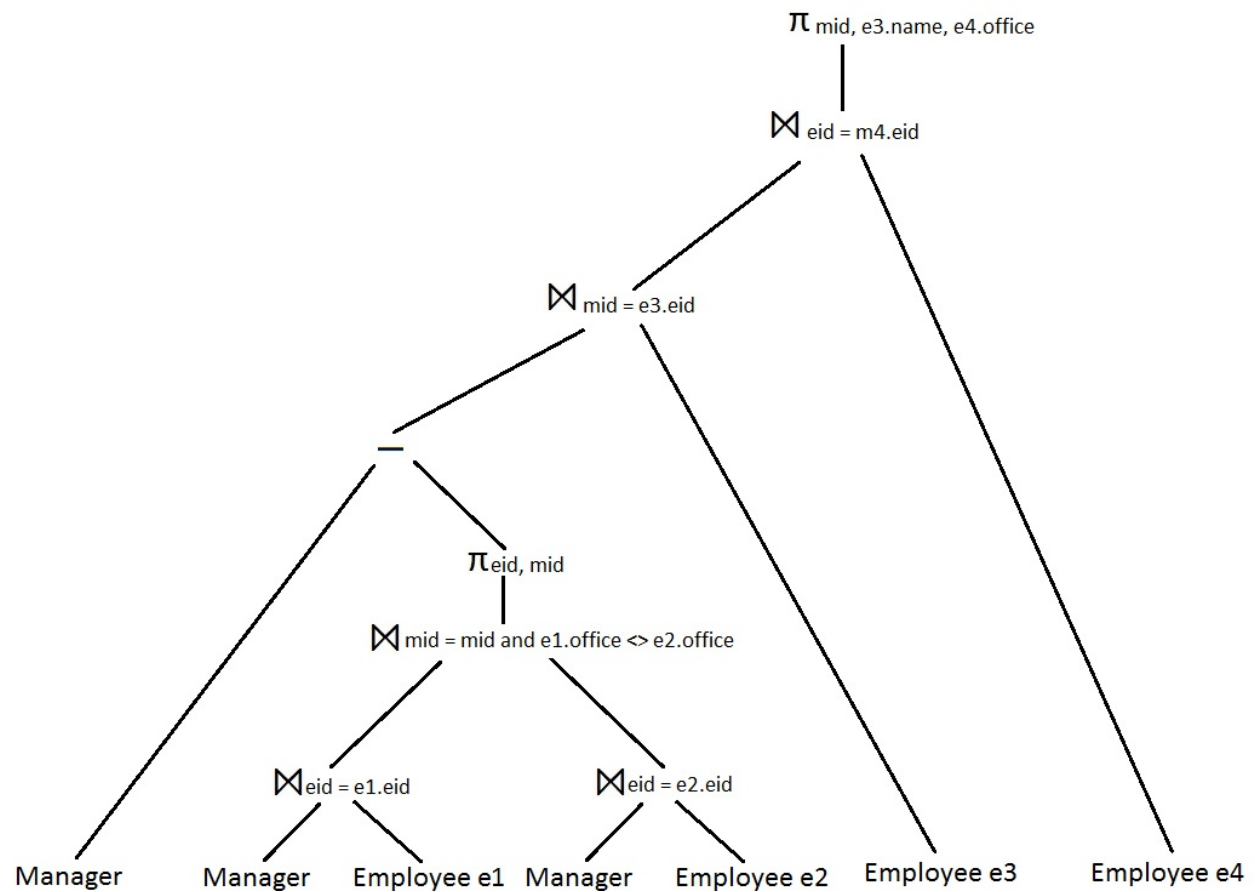 π mid, e3.name, e4.office
⋈ eid = m4.eid
⋈ mid = e3.eid
−
π eid, mid
⋈ mid = mid and e1.office <> e2.office
⋈ eid = e1.eid ⋈ eid = e2.eid
Manager Manager Employee e1 Manager Employee e2 Employee e3 Employee e4